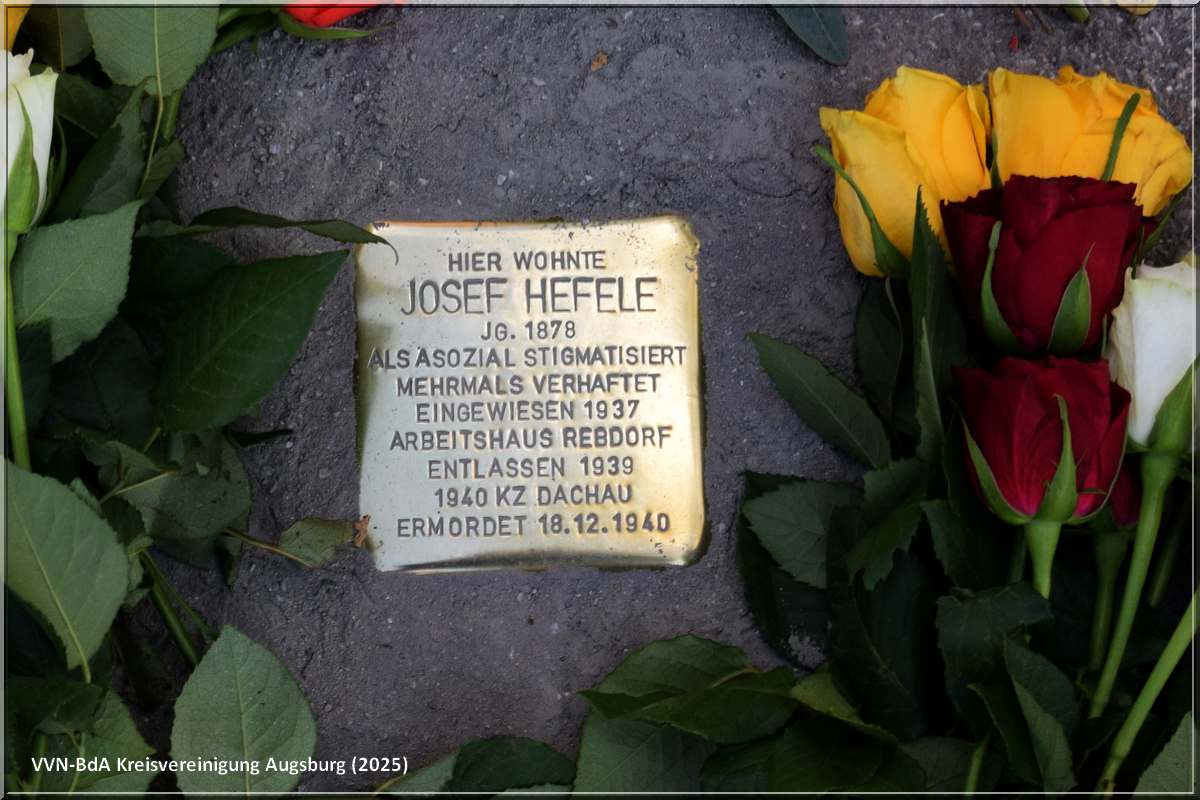 HIER WOHNTE
JOSEF HEFELE
JG. 1878
ALS ASOZIAL STIGMATISIERT
MEHRMALS VERHAFTET
EINGEWIESEN 1937
ARBEITSHAUS REBDORF
ENTLASSEN 1939
1940 KZ DACHAU
ERMORDET 18.12.1940
VVN-BdA Kreisvereinigung Augsburg (2025)